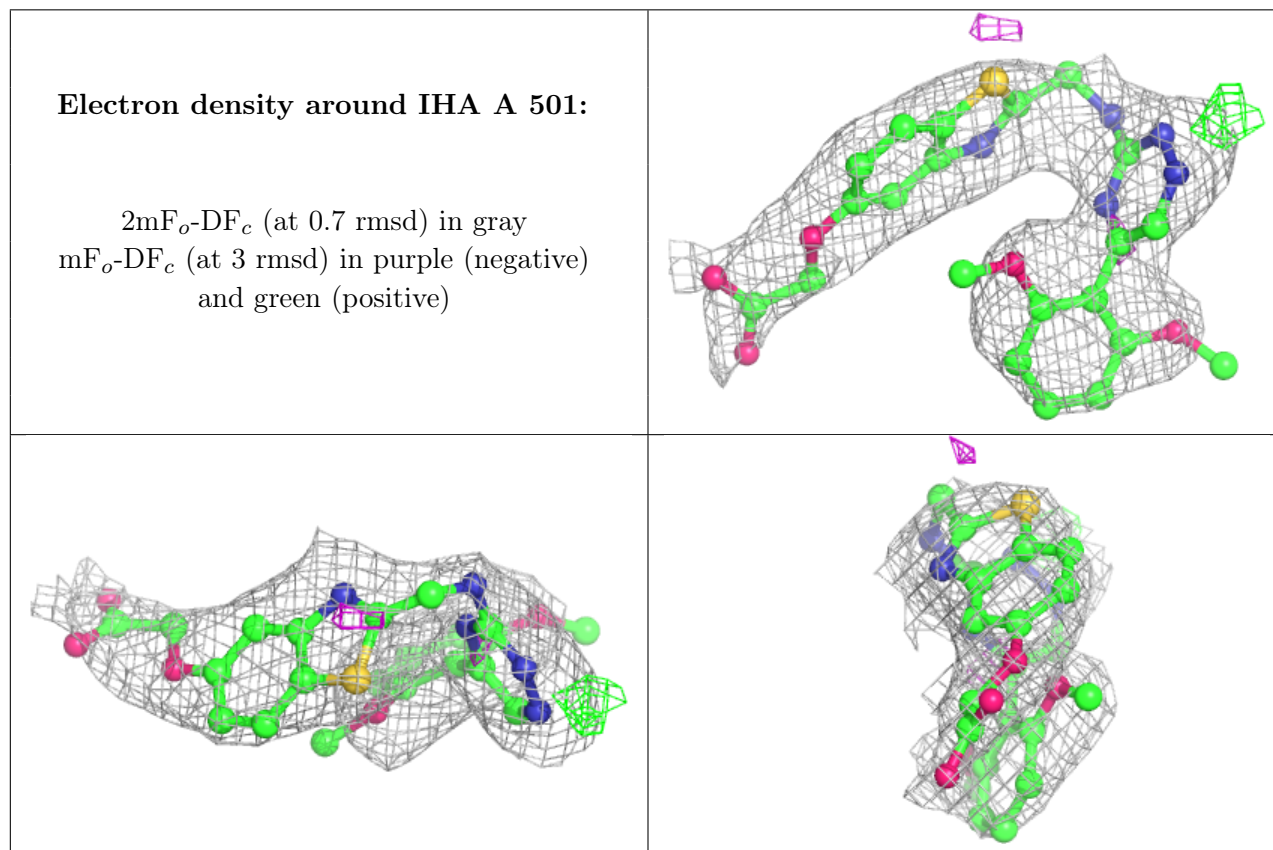 Electron density around IHA A 501:
2mFo-DFc (at 0.7 rmsd) in gray
mFo-DFc (at 3 rmsd) in purple (negative)
and green (positive)